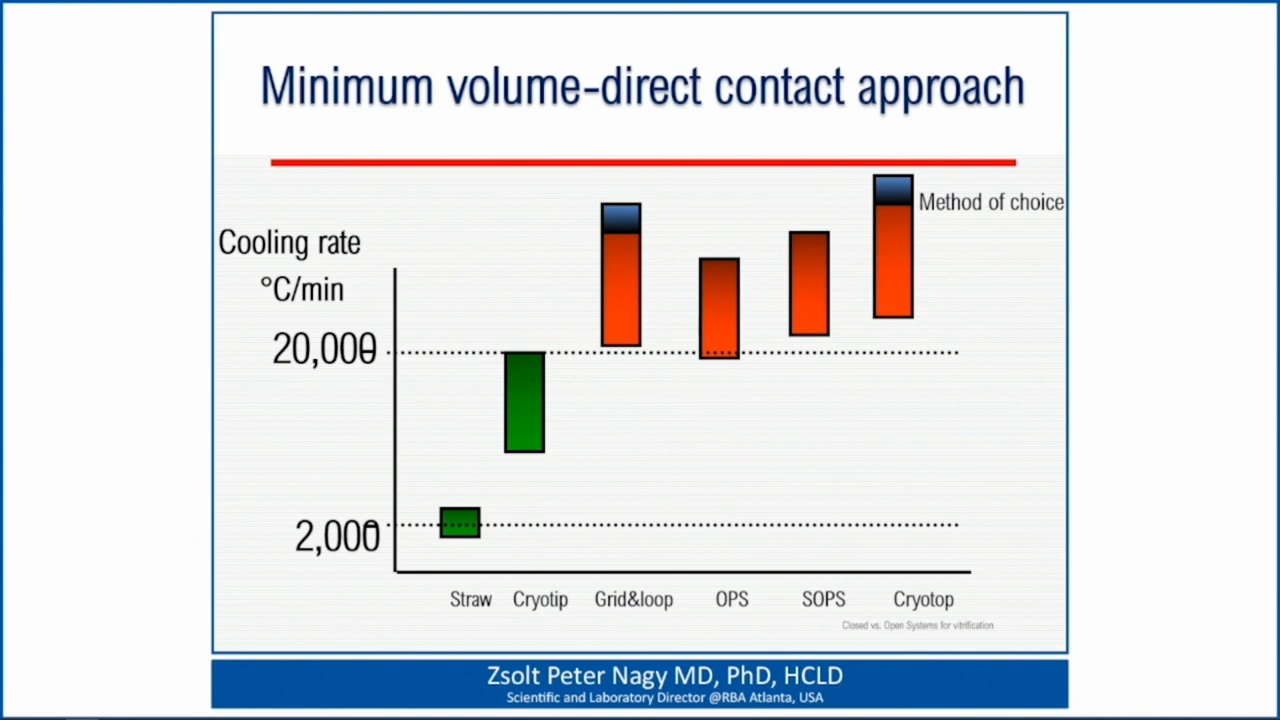 Minimum volume-direct contact approach
Method of choice
Cooling rate
°C/min
20,000
2,000
Straw Cryotip Grid&loop OPS SOPS Cryotop
Closed vs. Open Systems for vitrification
Zsolt Peter Nagy MD, PhD, HCLD
Scientific and Laboratory Director @RBA Atlanta, USA